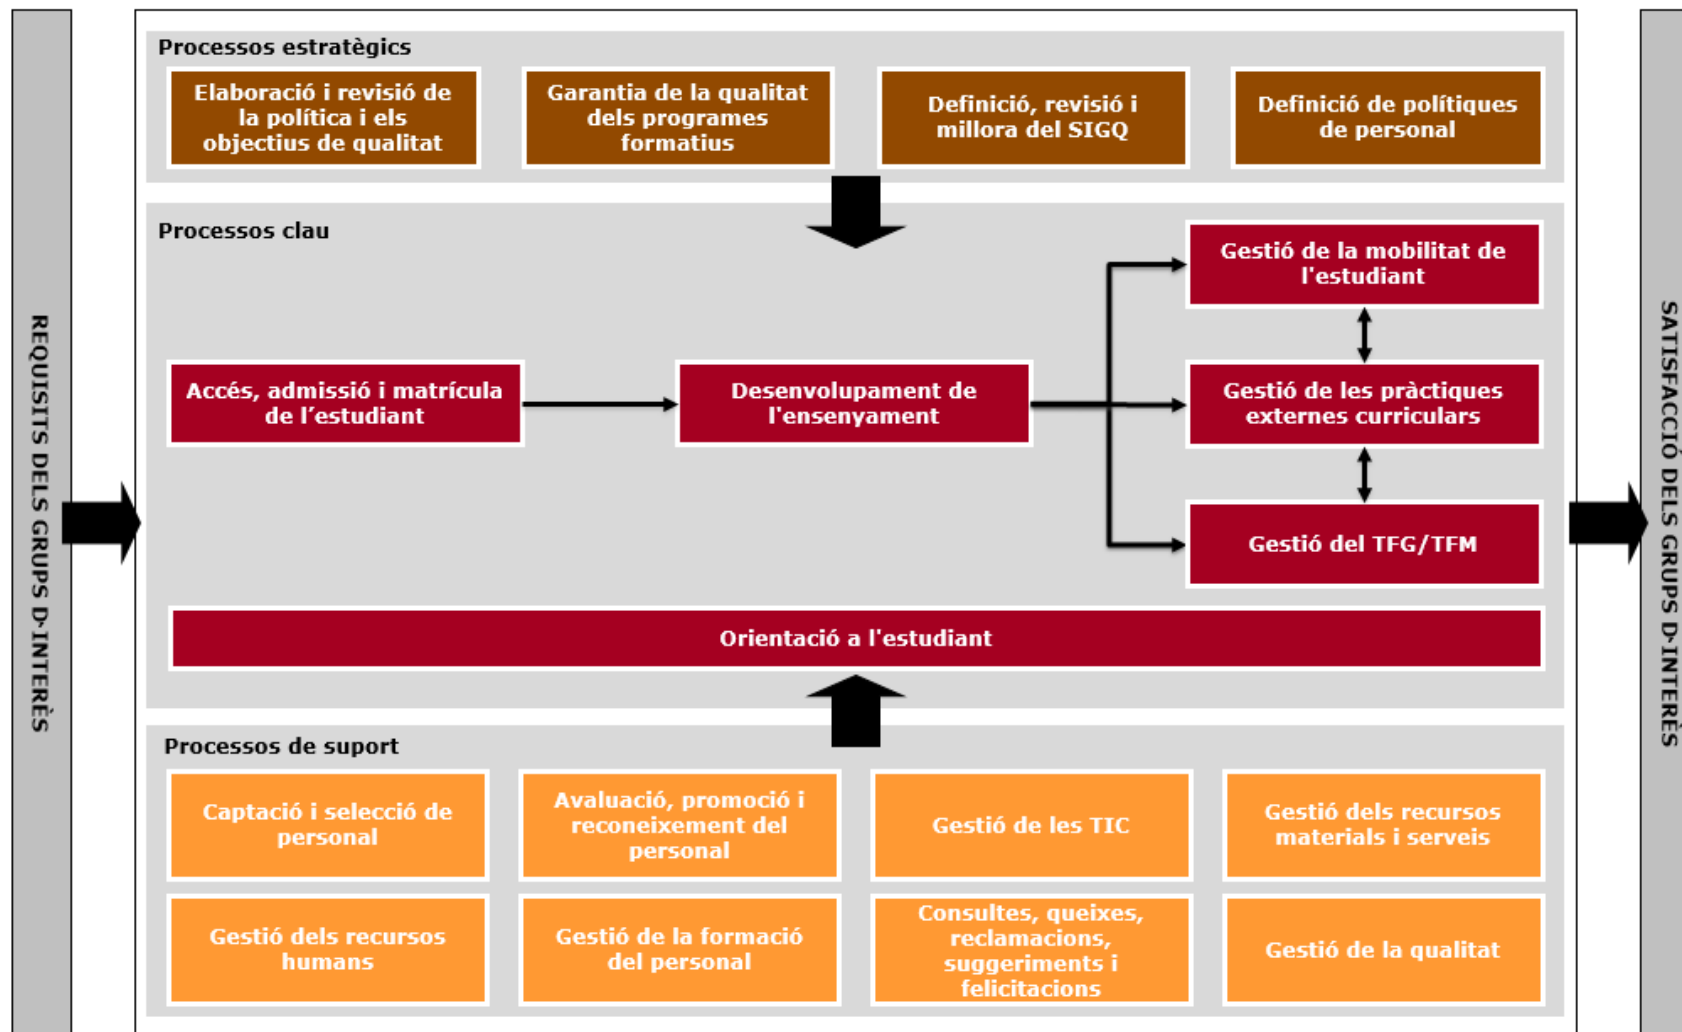 REQUISITS DELS GRUPS D'INTERÈS
Processos estratègics
Elaboració i revisió de
la política i els
objectius de qualitat
Garantia de la qualitat
dels programes
formatius
Definició, revisió i
millora del SIGQ
Definició de polítiques
de personal
Processos clau
Accés, admissió i matrícula
de l’estudiant
Desenvolupament de
l'ensenyament
Gestió de la mobilitat de
l'estudiant
Gestió de les pràctiques
externes curriculars
Gestió del TFG/TFM
Orientació a l'estudiant
Processos de suport
Captació i selecció de
personal
Avaluació, promoció i
reconeixement del
personal
Gestió de les TIC
Gestió dels recursos
materials i serveis
Gestió dels recursos
humans
Gestió de la formació
del personal
Consultes, queixes,
reclamacions,
suggeriments i
felicitacions
Gestió de la qualitat
SATISFACCIÓ DELS GRUPS D'INTERÈS